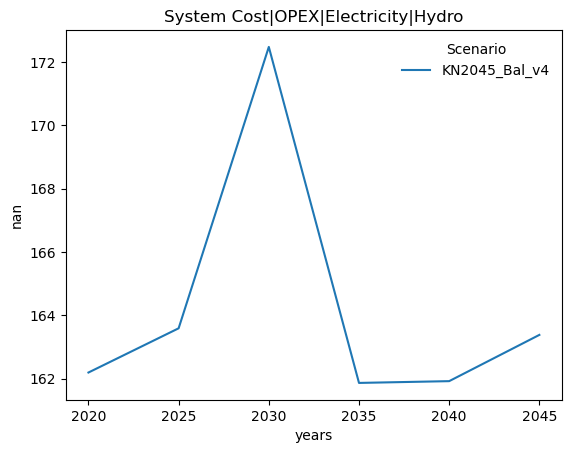 System Cost|OPEX|Electricity|Hydro
Scenario
KN2045_Bal_v4
172
170
168
166
164
162
nan
2020 2025 2030 2035 2040 2045
years